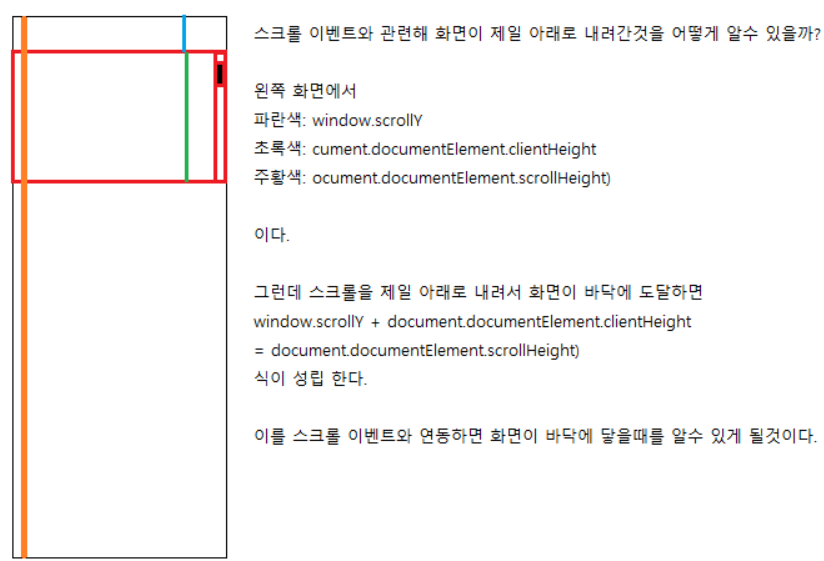 스크롤 이벤트와 관련해 화면이 제일 아래로 내려간것을 어떻게 알수 있을까?
왼쪽 화면에서
파란색: window.scrollY
초록색: cument.documentElement.clientHeight
주황색: ocument.documentElement.scrollHeight)
이다.
그런데 스크롤을 제일 아래로 내려서 화면이 바닥에 도달하면
window.scrollY + document.documentElement.clientHeight
= document.documentElement.scrollHeight)
식이 성립 한다.
이를 스크롤 이벤트와 연동하면 화면이 바닥에 닿을때를 알수 있게 될것이다.